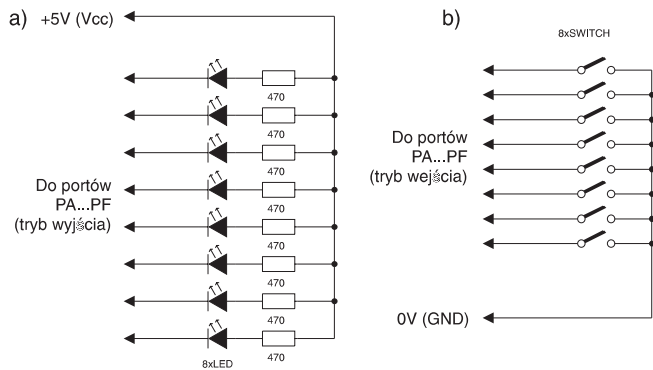 a)
+5V (Vcc)
470
470
470
470
470
470
470
470
Do portów
PA...PF
(tryb wyjścia)
8xLED
b)
8xSWITCH
Do portów
PA...PF
(tryb wejścia)
0V (GND)